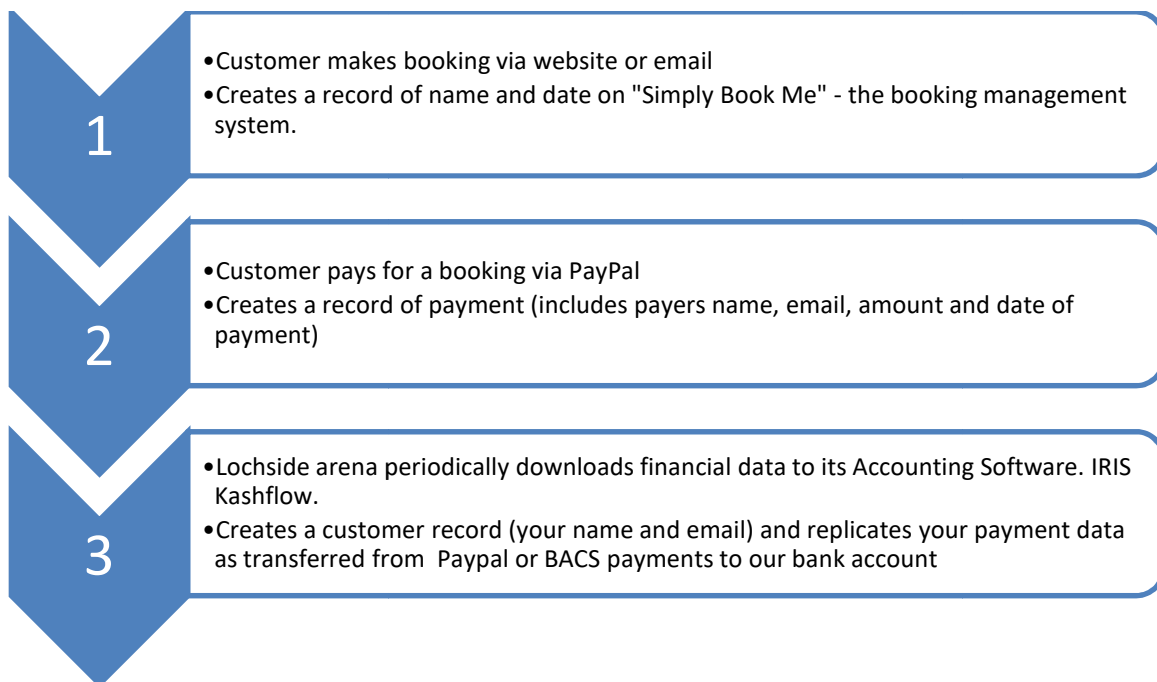 1
•Customer makes booking via website or email
•Creates a record of name and date on "Simply Book Me" - the booking management
system.
2
•Customer pays for a booking via PayPal
•Creates a record of payment (includes payers name, email, amount and date of
payment)
3
•Lochside arena periodically downloads financial data to its Accounting Software. IRIS
Kashflow.
•Creates a customer record (your name and email) and replicates your payment data
as transferred from  Paypal or BACS payments to our bank account